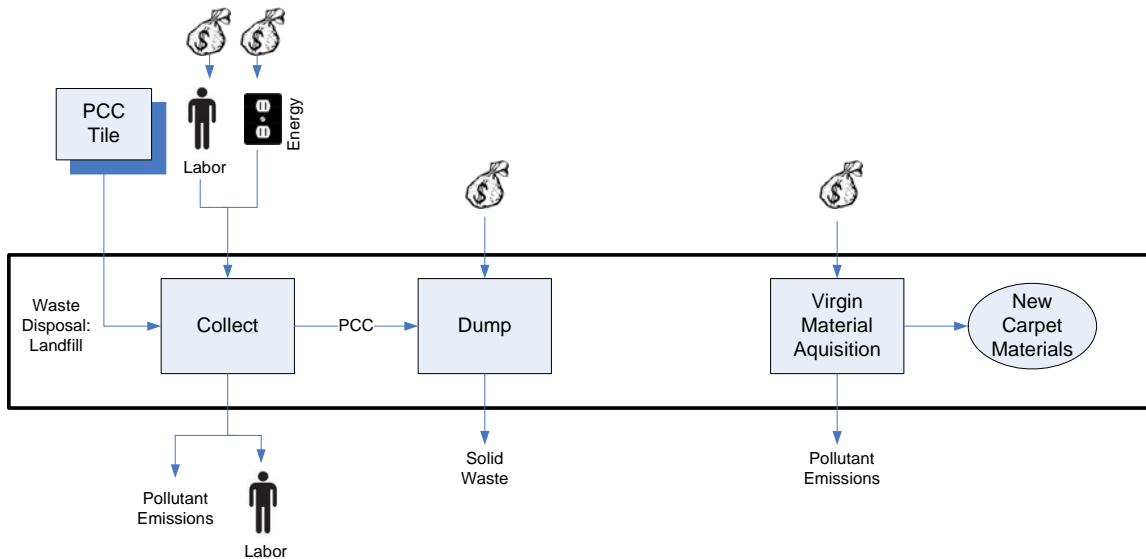 $
$
PCC
Tile
Energy
Labor
$
$
Waste
Disposal:
Landfill
Collect
PCC
Dump
Virgin
Material
Aquisition
New
Carpet
Materials
Pollutant
Emissions
Labor
Solid
Waste
Pollutant
Emissions